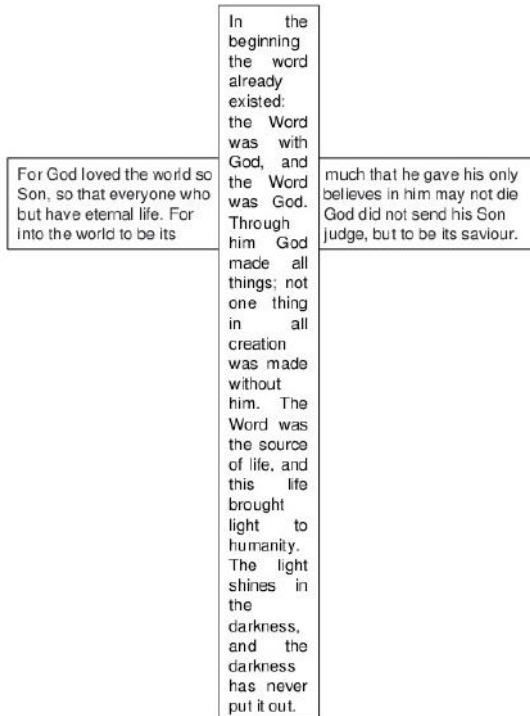 In the
beginning
the word
already
existed:
the Word
was with
God, and
the Word
was God.
Through
him God
made all
things; not
one thing
in all
creation
was made
without
him. The
Word was
the source
of life, and
this life
brought
light to
humanity.
The light
shines in
the
darkness,
and the
darkness
has never
put it out.
For God loved the world so much that he gave his only
Son, so that everyone who believes in him may not die
but have eternal life. For God did not send his Son
into the world to be its judge, but to be its saviour.